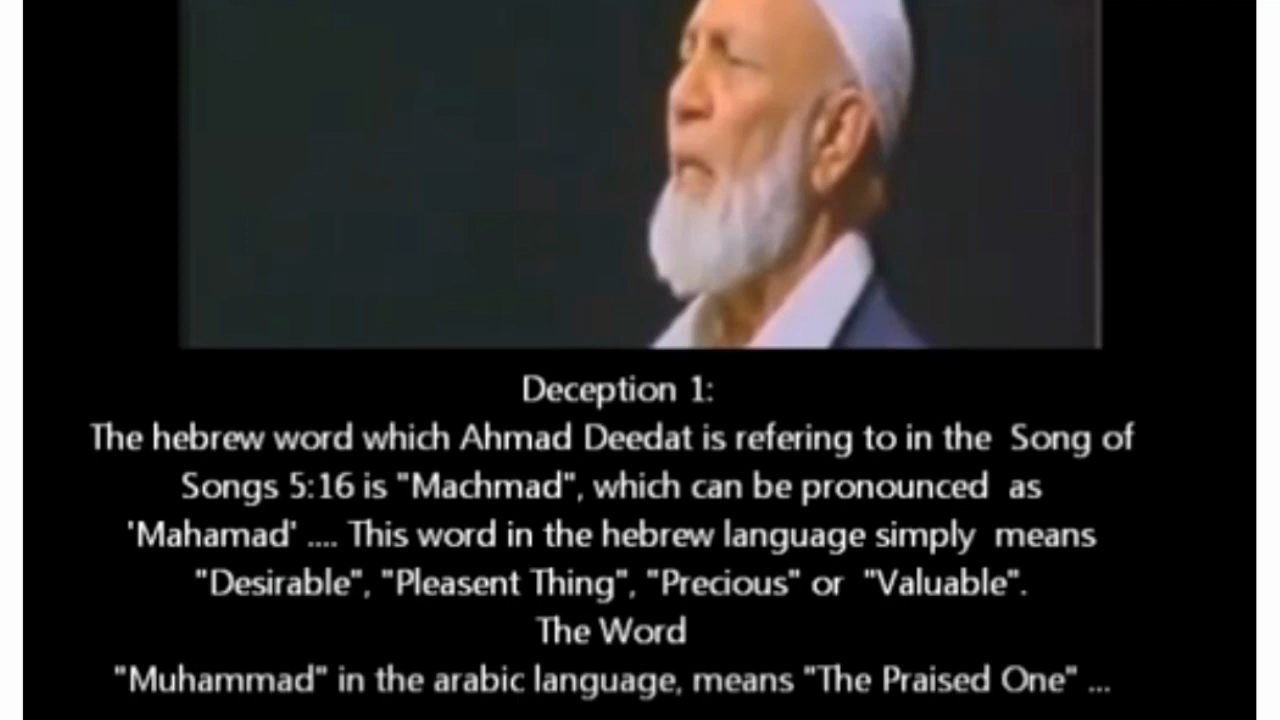 Deception 1:
The hebrew word which Ahmad Deedat is refering to in the Song of
Songs 5:16 is "Machmad", which can be pronounced as
'Mahamad' .... This word in the hebrew language simply means
"Desirable", "Pleasent Thing", "Precious" or "Valuable".
The Word
"Muhammad" in the arabic language, means "The Praised One" ...